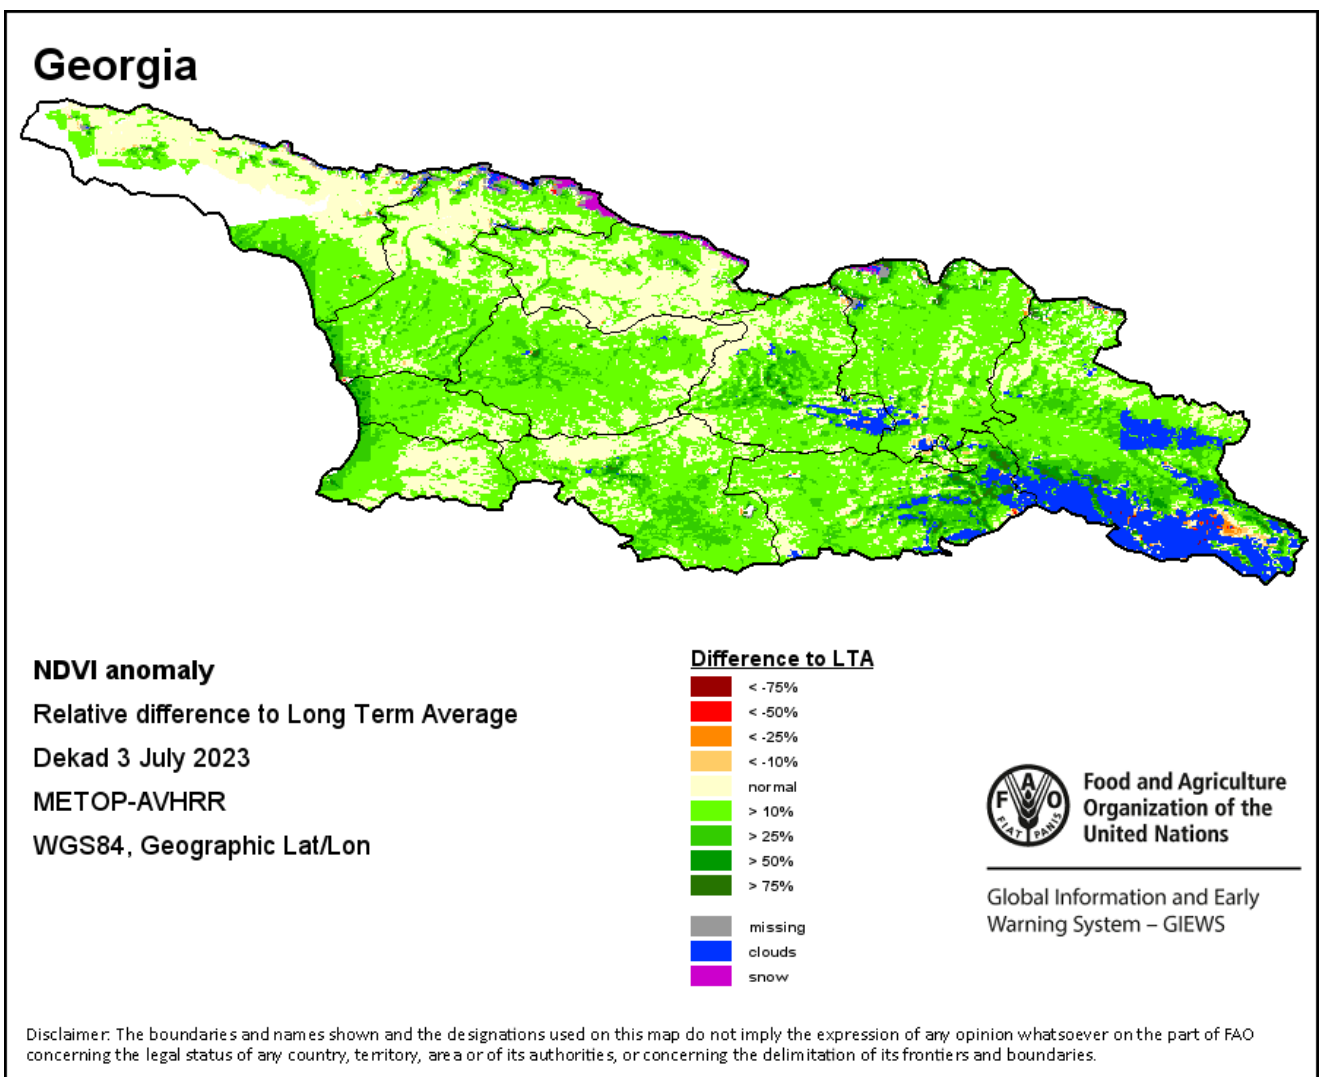 Georgia
NDVI anomaly
Relative difference to Long Term Average
Dekad 3 July 2023
METOP-AVHRR
WGS84, Geographic Lat/Lon
Difference to LTA
< -75%
< -50%
< -25%
< -10%
normal
> 10%
> 25%
> 50%
> 75%
missing
clouds
snow
F A O
FIAT PANIS
Food and Agriculture
Organization of the
United Nations
Global Information and Early
Warning System – GIEWS
Disclaimer: The boundaries and names shown and the designations used on this map do not imply the expression of any opinion whatsoever on the part of FAO
concerning the legal status of any country, territory, area or of its authorities, or concerning the delimitation of its frontiers and boundaries.